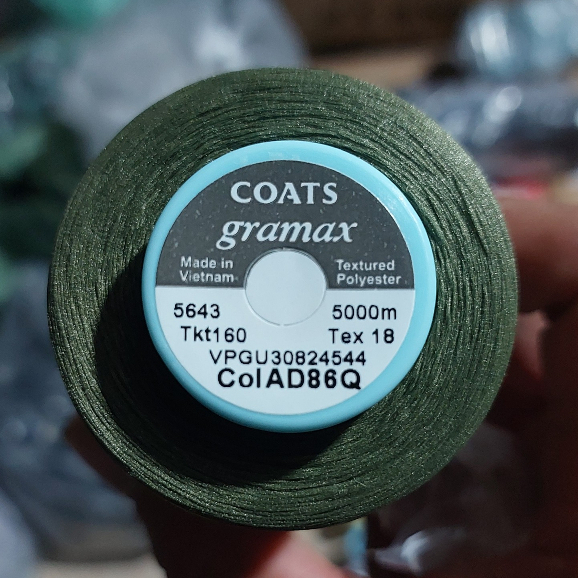 COATS
gramax
Made in Textured
Vietnam Polyester
5643 5000m
Tkt160 Tex 18
VPGU30824544
ColAD86Q